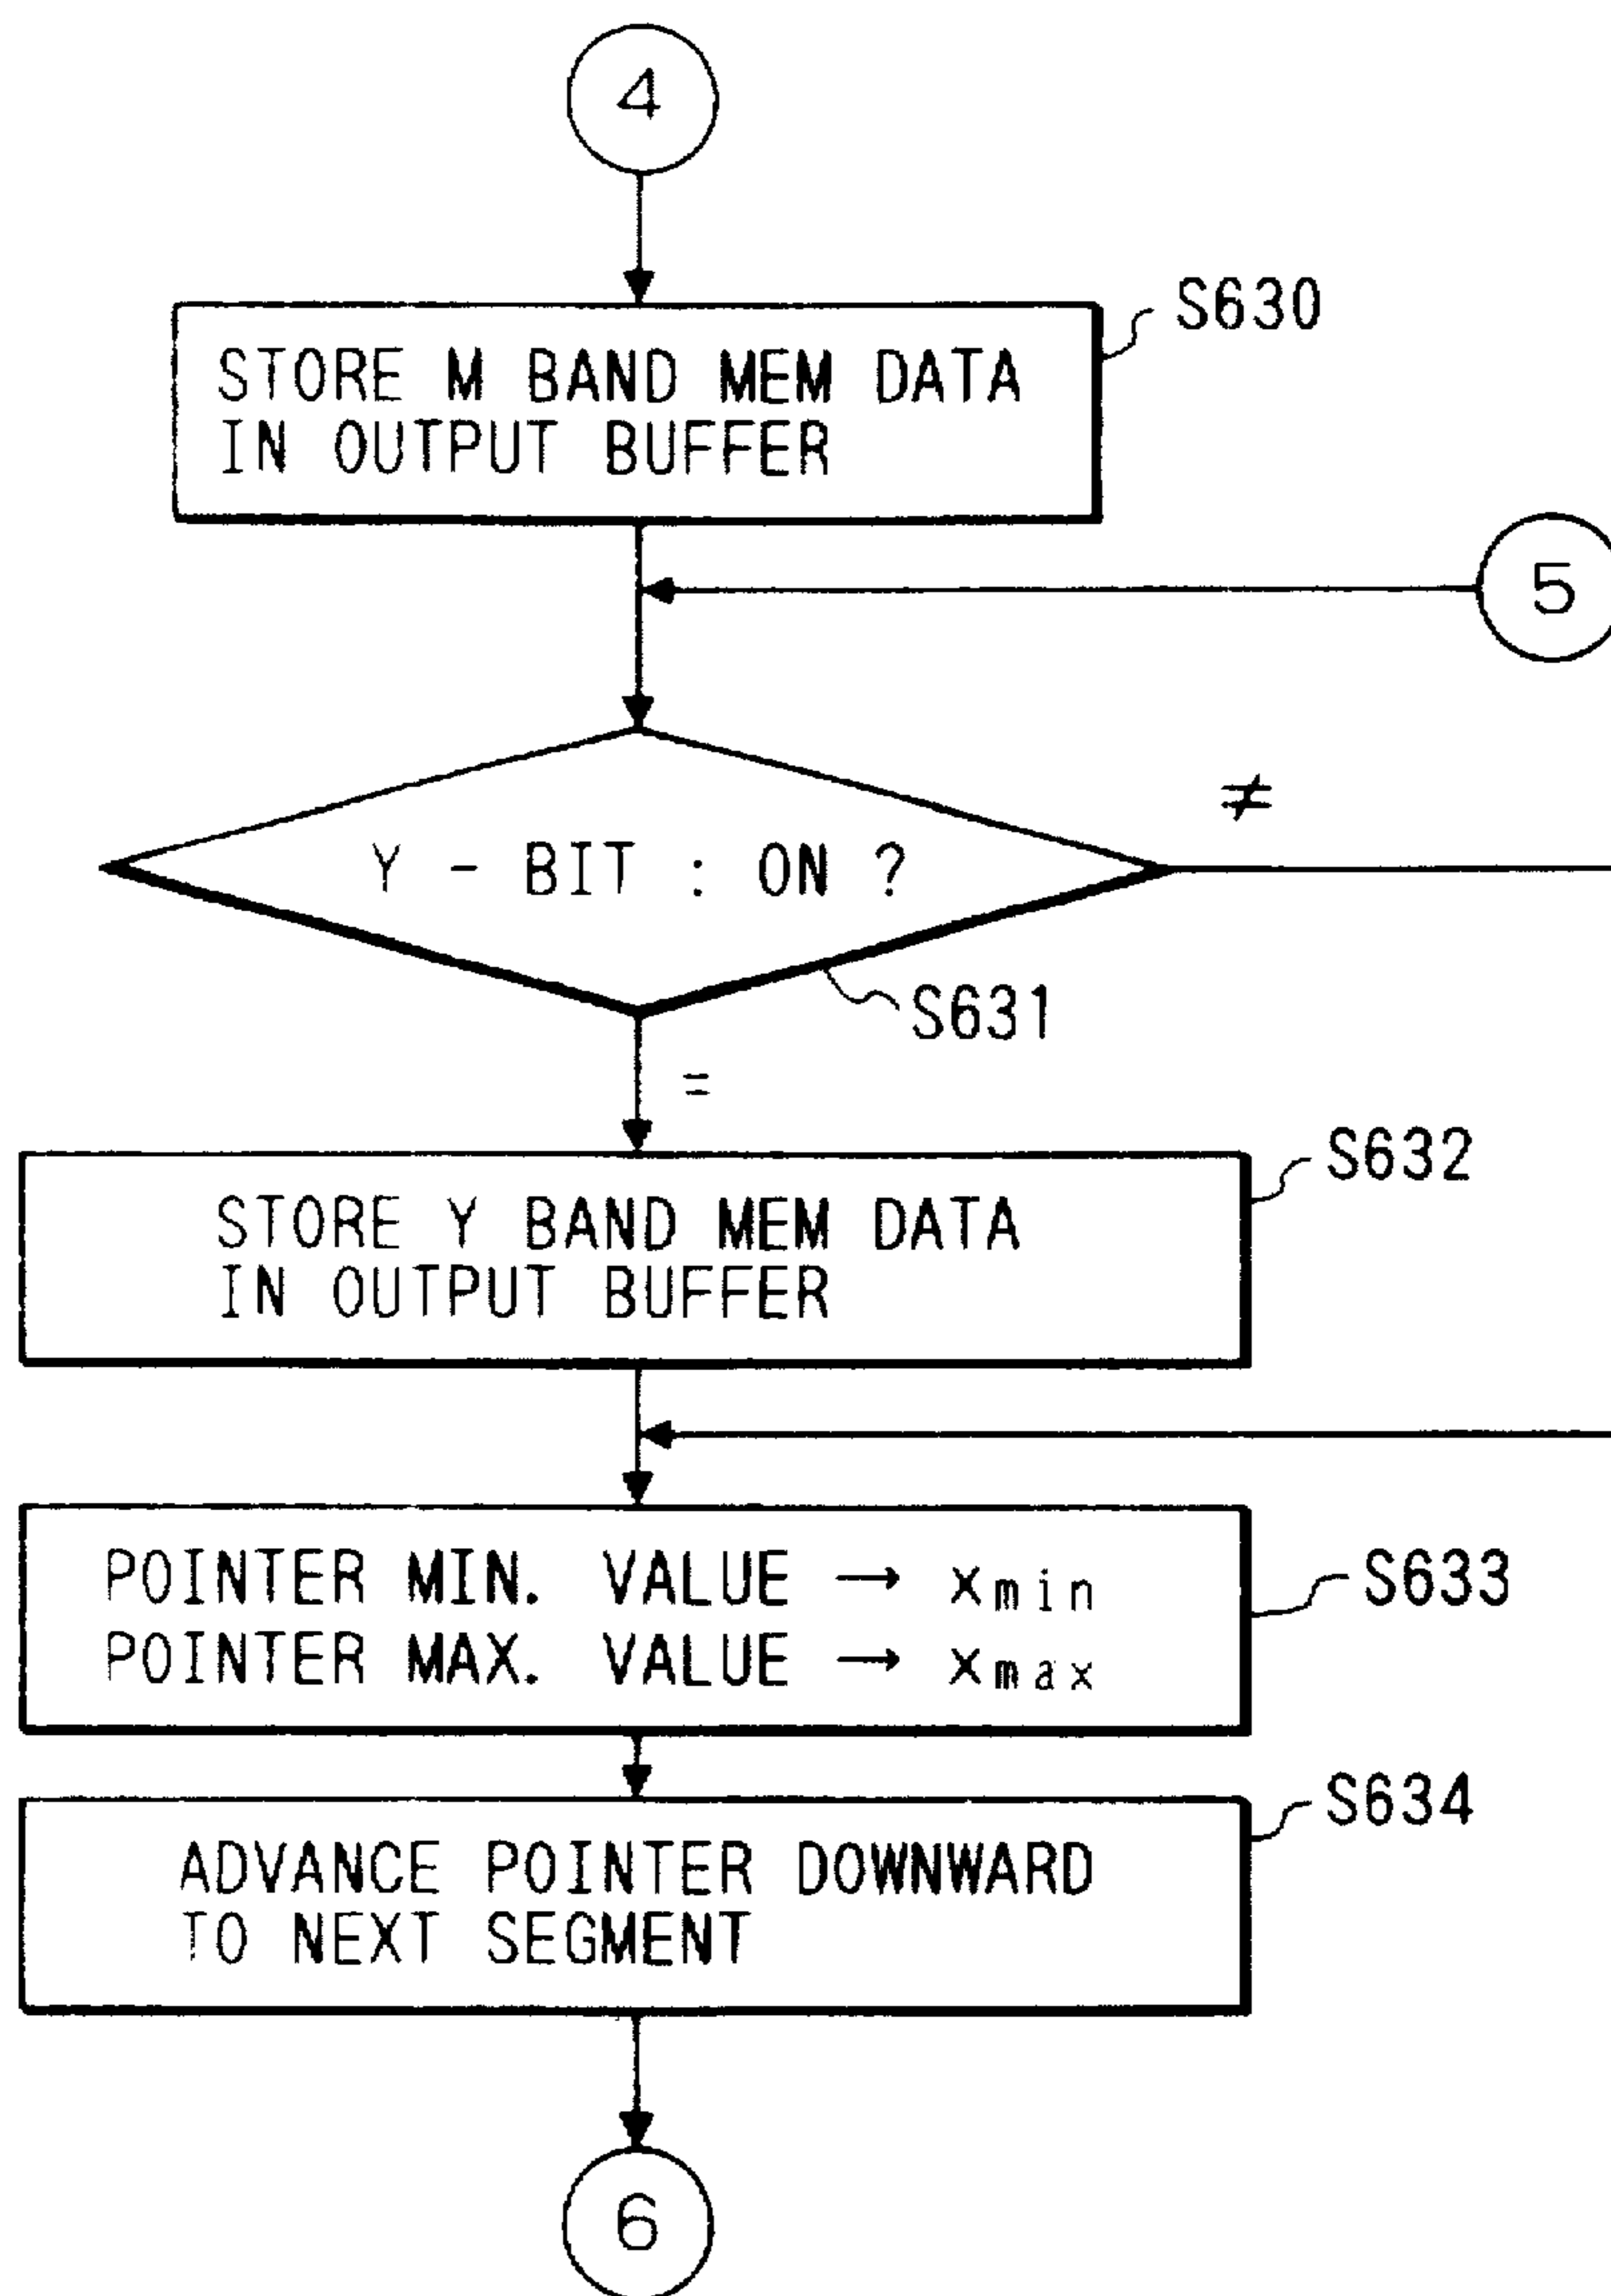 4
S630
STORE M BAND MEM DATA
IN OUTPUT BUFFER
5
≠
Y - BIT : ON ?
S631
=
S632
STORE Y BAND MEM DATA
IN OUTPUT BUFFER
S633
POINTER MIN. VALUE → xmin
POINTER MAX. VALUE → xmax
S634
ADVANCE POINTER DOWNWARD
TO NEXT SEGMENT
6